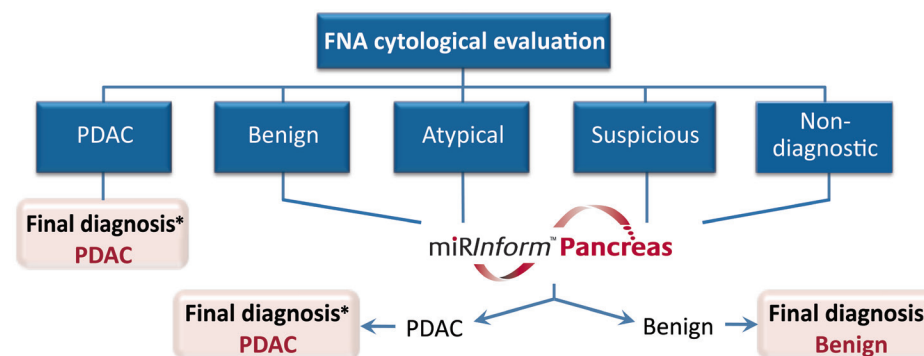 FNA cytological evaluation
PDAC
Benign
Atypical
Suspicious
Non-
diagnostic
Final diagnosis*
PDAC
miRInform™ Pancreas
Final diagnosis*
PDAC
PDAC
Benign
Final diagnosis
Benign